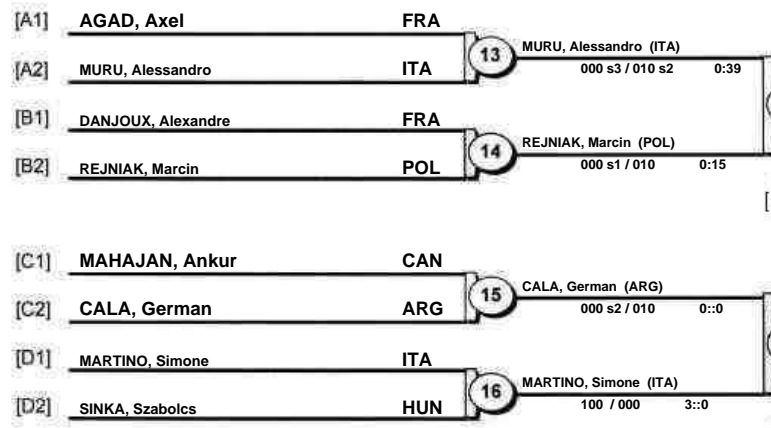 [A1] AGAD, Axel FRA
13 MURU, Alessandro (ITA)
[A2] MURU, Alessandro ITA
000 s3 / 010 s2 0:39
[B1] DANJOUX, Alexandre FRA
14 REJNIAK, Marcin (POL)
[B2] REJNIAK, Marcin POL
000 s1 / 010 0:15
[
[C1] MAHAJAN, Ankur CAN
15 CALA, German (ARG)
[C2] CALA, German ARG
000 s2 / 010 0::0
[D1] MARTINO, Simone ITA
16 MARTINO, Simone (ITA)
[D2] SINKA, Szabolcs HUN
100 / 000 3::0